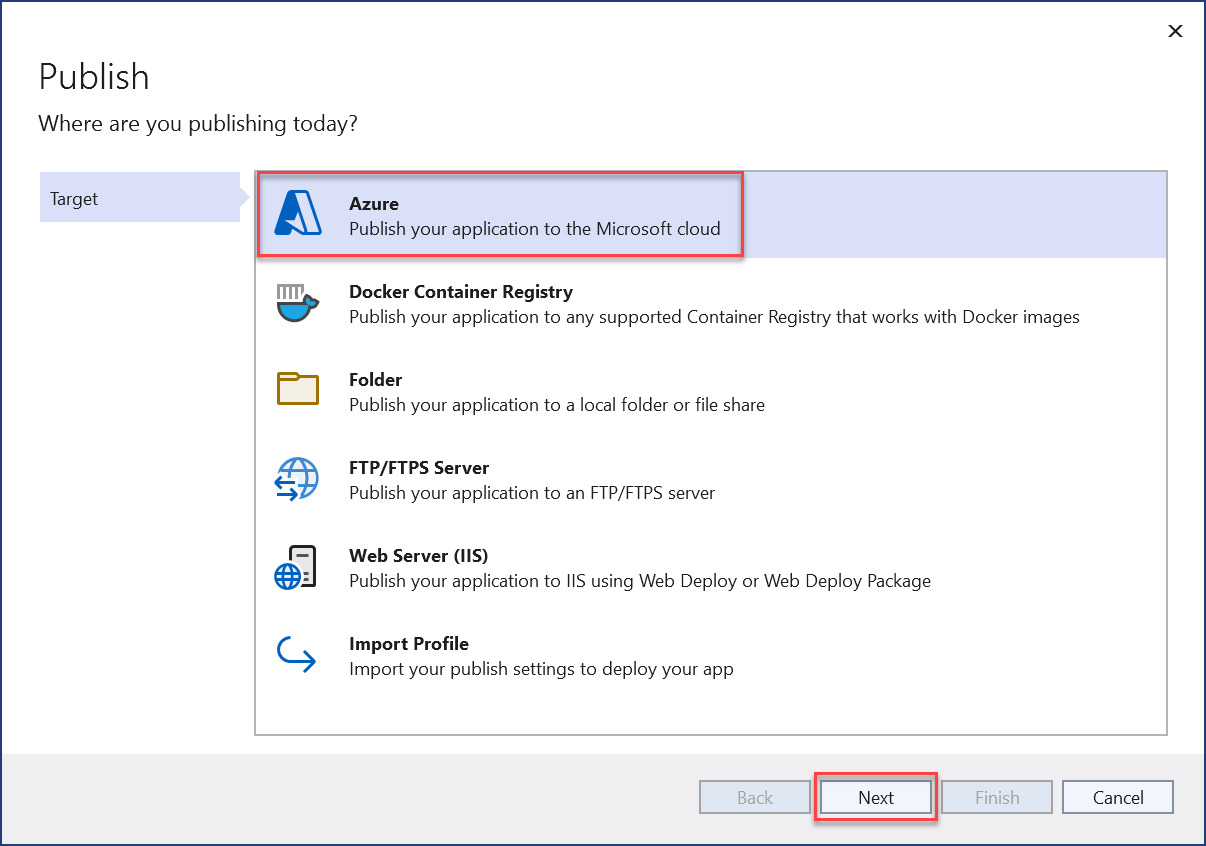 Publish
Where are you publishing today?
Target
Azure
Publish your application to the Microsoft cloud
Docker Container Registry
Publish your application to any supported Container Registry that works with Docker images
Folder
Publish your application to a local folder or file share
FTP/FTPS Server
Publish your application to an FTP/FTPS server
Web Server (IIS)
Publish your application to IIS using Web Deploy or Web Deploy Package
Import Profile
Import your publish settings to deploy your app
Back
Next
Finish
Cancel